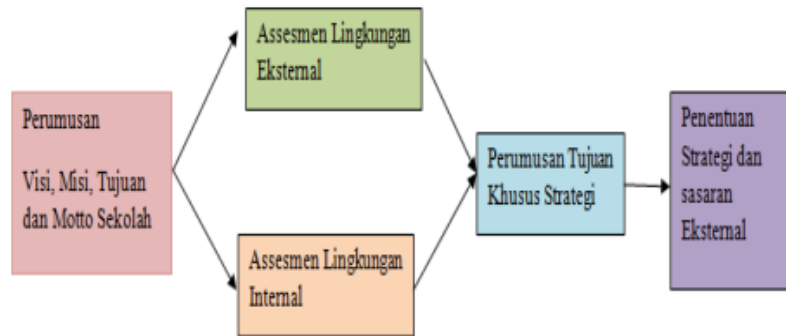 Perumusan
Visi, Misi, Tujuan
dan Motto Sekolah
Assesmen Lingkungan
Eksternal
Assesmen Lingkungan
Internal
Perumusan Tujuan
Khusus Strategi
Penentuan
Strategi dan
sasaran
Eksternal